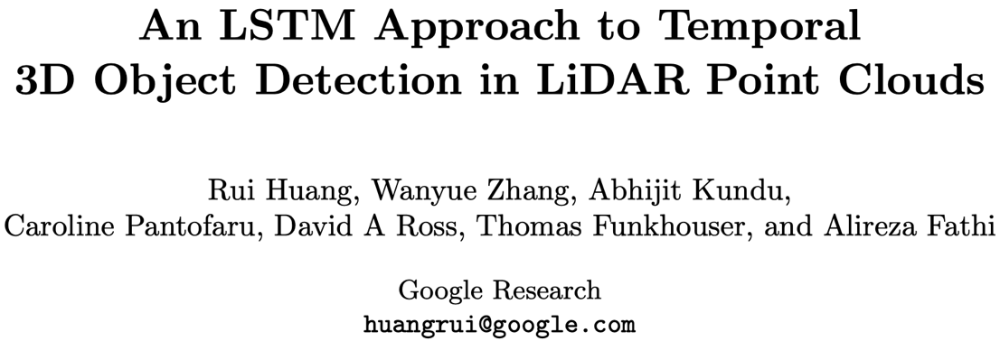 An LSTM Approach to Temporal
3D Object Detection in LiDAR Point Clouds
Rui Huang, Wanyue Zhang, Abhijit Kundu,
Caroline Pantofaru, David A Ross, Thomas Funkhouser, and Alireza Fathi
Google Research
huangrui@google.com